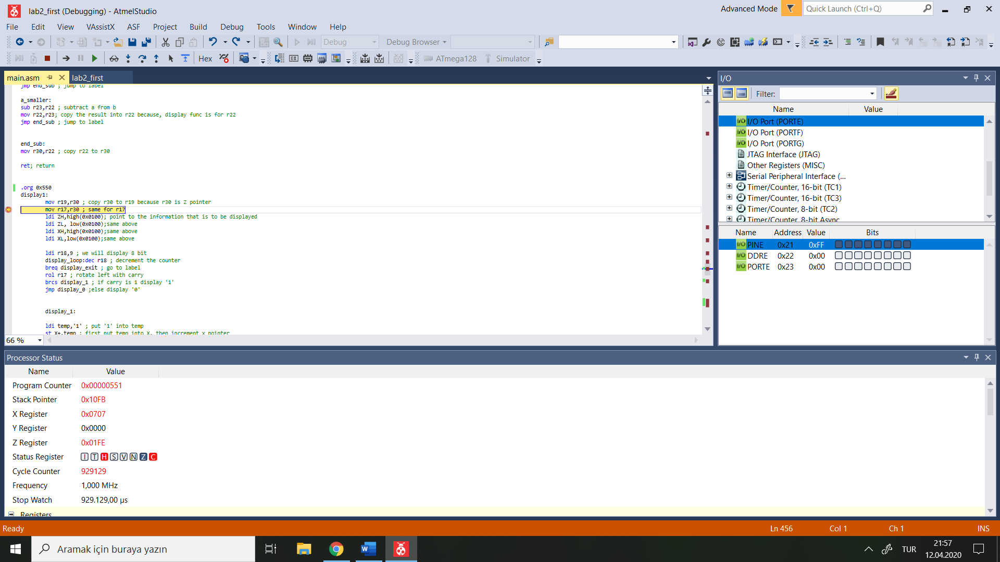 lab2_first (Debugging) - AtmelStudio
Advanced Mode
Quick Launch (Ctrl+Q)
File Edit View VAssistX ASF Project Build Debug Tools Window Help
Debug
Debug Browser
Hex
ATmega128
Simulator
main.asm
lab2_first
jmp end_sub ; jump to label
a_smaller:
sub r23,r22 ; subtract a from b
mov r22,r23; copy the result into r22 because, display func is for r22
jmp end_sub ; jump to label
end_sub:
mov r30,r22 ; copy r22 to r30
ret; return
.org 0x550
display1:
mov r19,r30 ; copy r30 to r19 because r30 is Z pointer
mov r17,r30 ; same for r17
ldi ZH,high(0x0100); point to the information that is to be displayed
ldi ZL, low(0x0100);same above
ldi XH,high(0x0100);same above
ldi XL,low(0x0100);same above
ldi r18,9 ; we will display 8 bit
display_loop:dec r18 ; decrement the counter
breq display_exit ; go to label
rol r17 ; rotate left with carry
brcs display_1 ; if carry is 1 display '1'
jmp display_0 ;else display '0'
display_1:
ldi temp,'1' ; put '1' into temp
st X+,temp ; first put temp into X, then increment x pointer
66 %
I/O
Filter:
Name Value
I/O Port (PORTE)
I/O Port (PORTF)
I/O Port (PORTG)
JTAG Interface (JTAG)
Other Registers (MISC)
Serial Peripheral Interface (...
Timer/Counter, 16-bit (TC1)
Timer/Counter, 16-bit (TC3)
Timer/Counter, 8-bit (TC2)
Timer/Counter, 8-bit Async
Name Address Value Bits
I/O PINE 0x21 0xFF
I/O DDRE 0x22 0x00
I/O PORTE 0x23 0x00
Processor Status
Name Value
Program Counter 0x00000551
Stack Pointer 0x10FB
X Register 0x0707
Y Register 0x0000
Z Register 0x01FE
Status Register I T H S V N Z C
Cycle Counter 929129
Frequency 1,000 MHz
Stop Watch 929.129,00 µs
Registers
Ready
Ln 456 Col 1 Ch 1 INS
Aramak için buraya yazın
TUR
21:57
12.04.2020